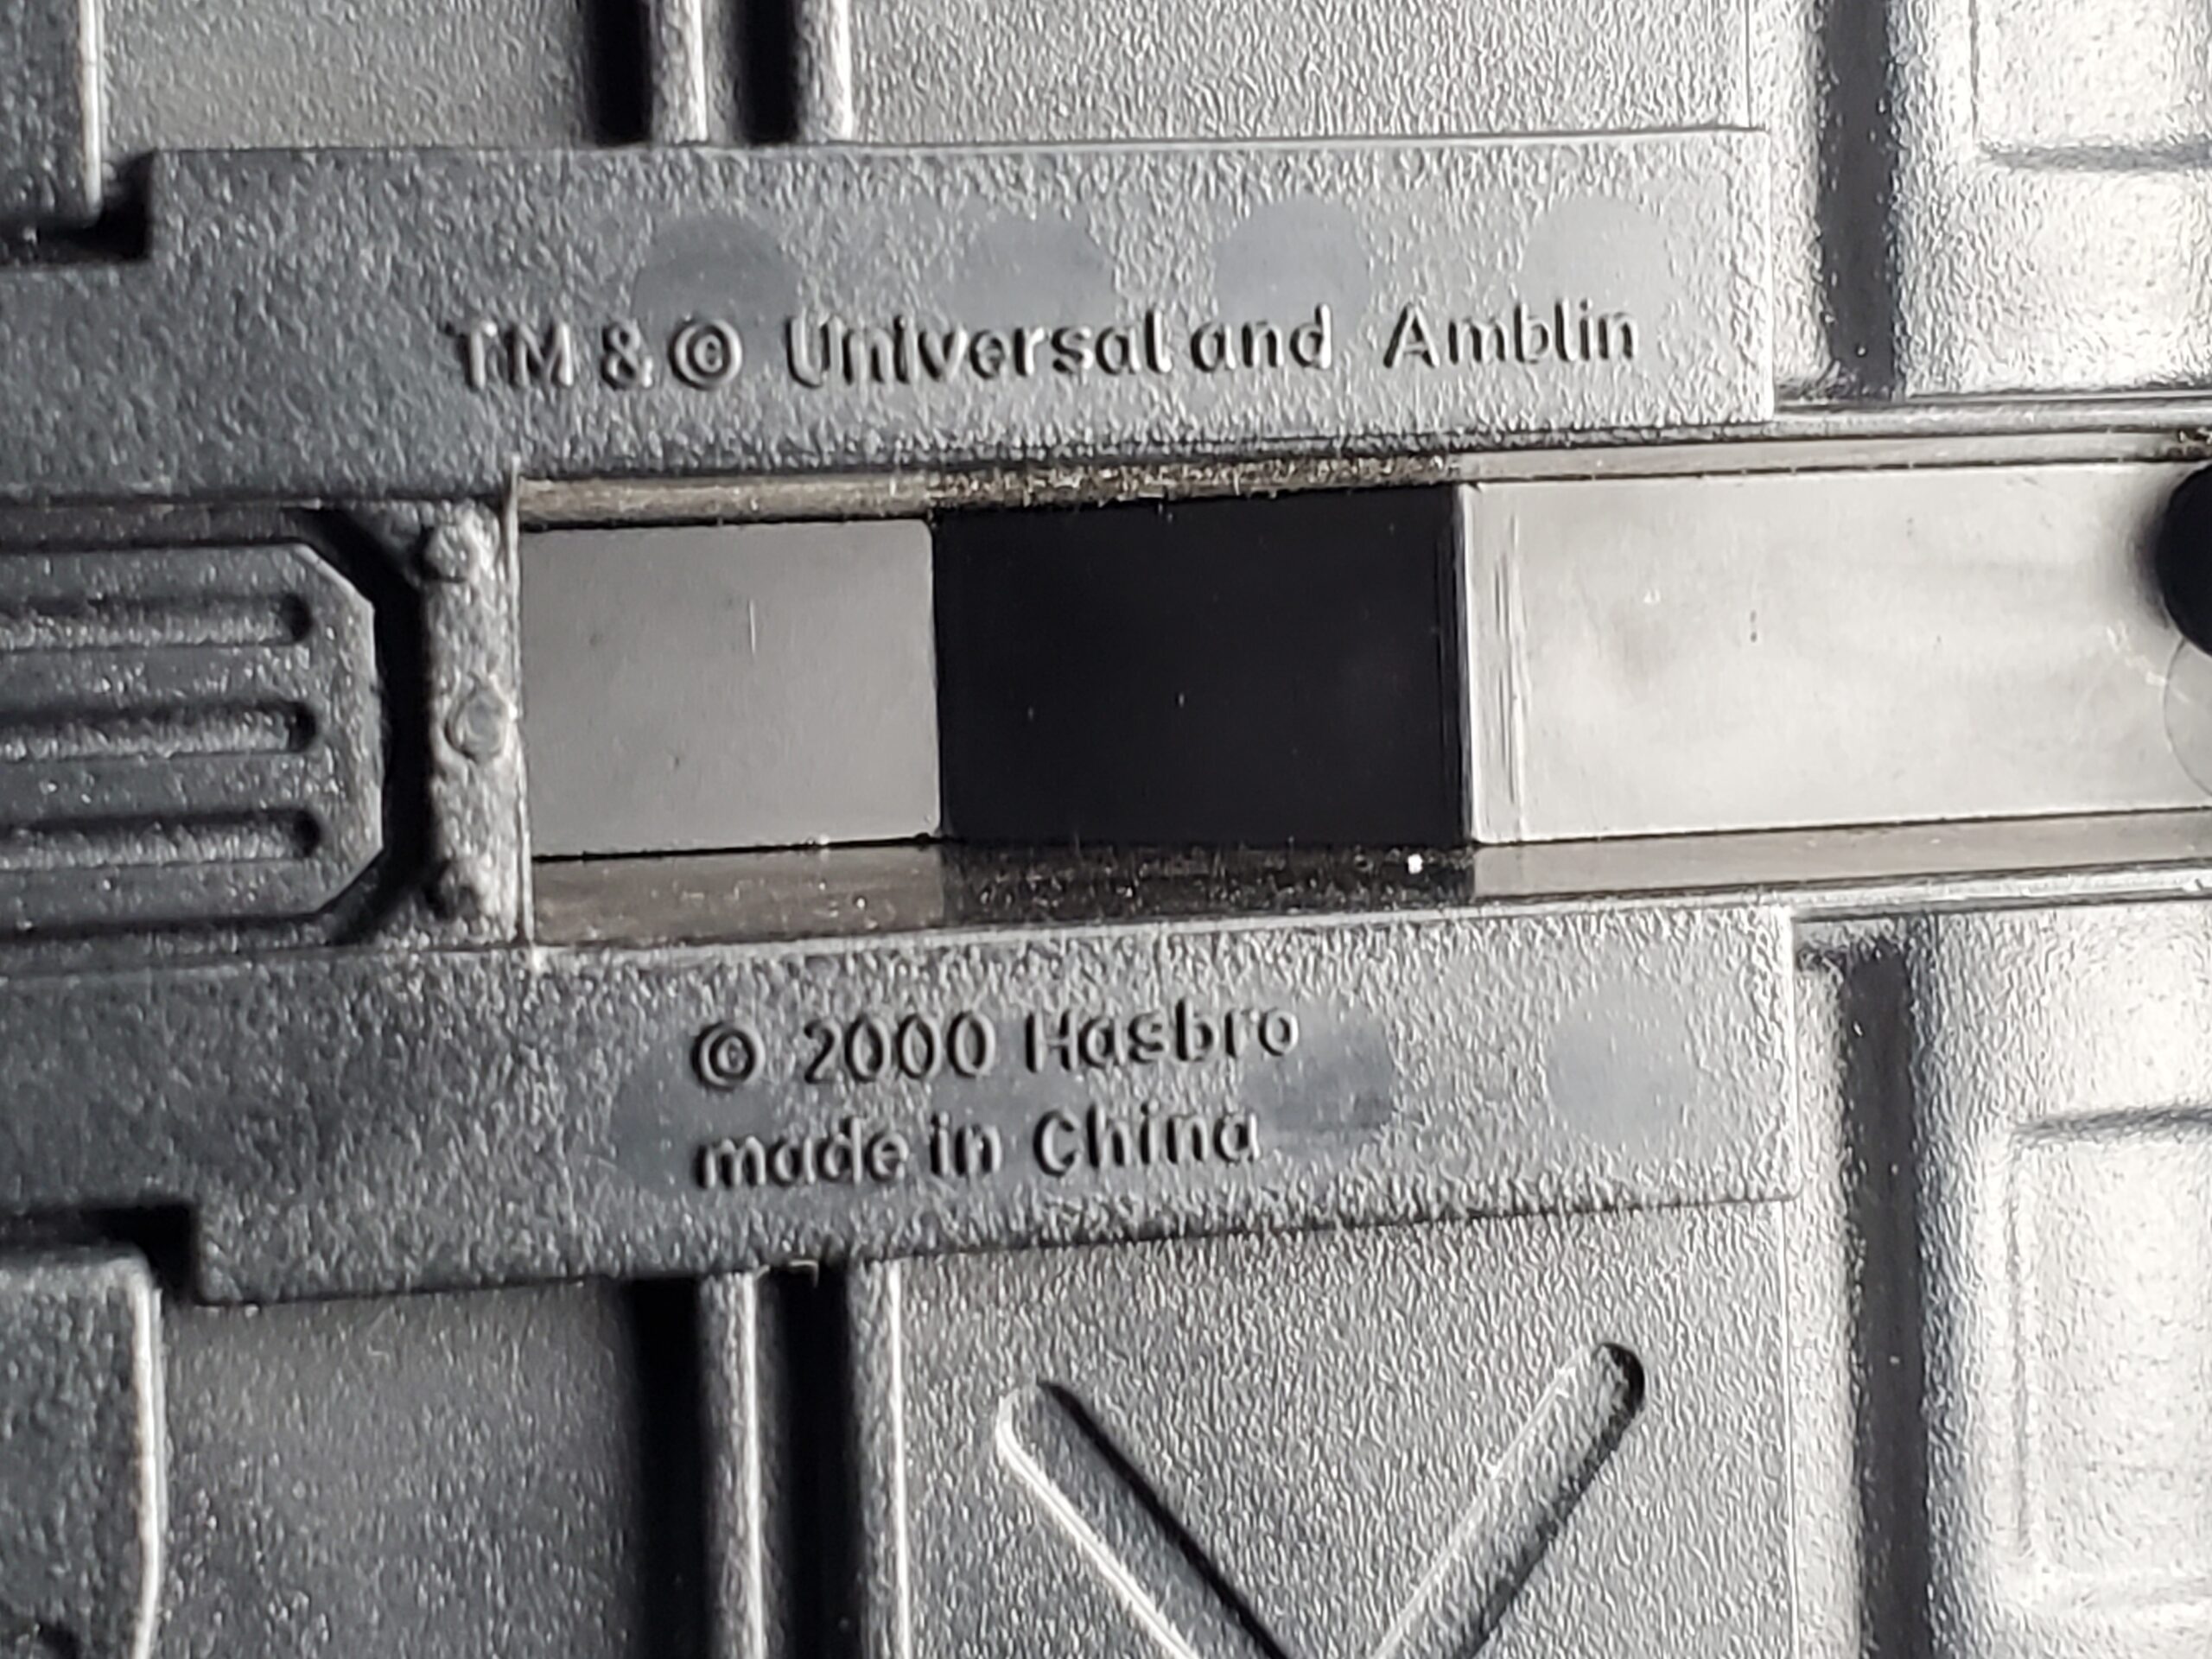 TM & © Universal and Amblin
© 2000 Hasbro
made in China